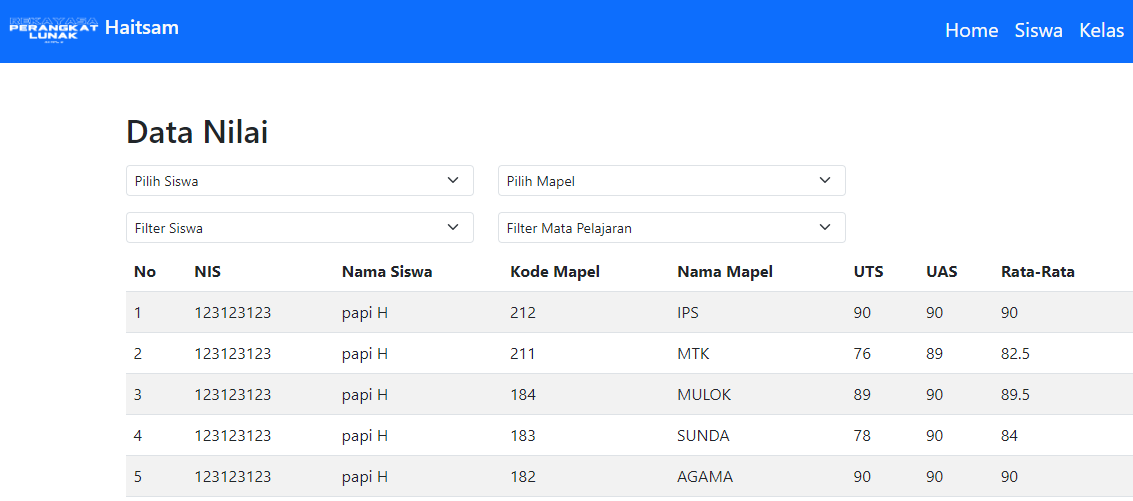 REKAYASA
PERANGKAT
LUNAK
Haitsam
Home Siswa Kelas
Data Nilai
Pilih Siswa Pilih Mapel
Filter Siswa Filter Mata Pelajaran
No NIS Nama Siswa Kode Mapel Nama Mapel UTS UAS Rata-Rata
1 123123123 papi H 212 IPS 90 90 90
2 123123123 papi H 211 MTK 76 89 82.5
3 123123123 papi H 184 MULOK 89 90 89.5
4 123123123 papi H 183 SUNDA 78 90 84
5 123123123 papi H 182 AGAMA 90 90 90